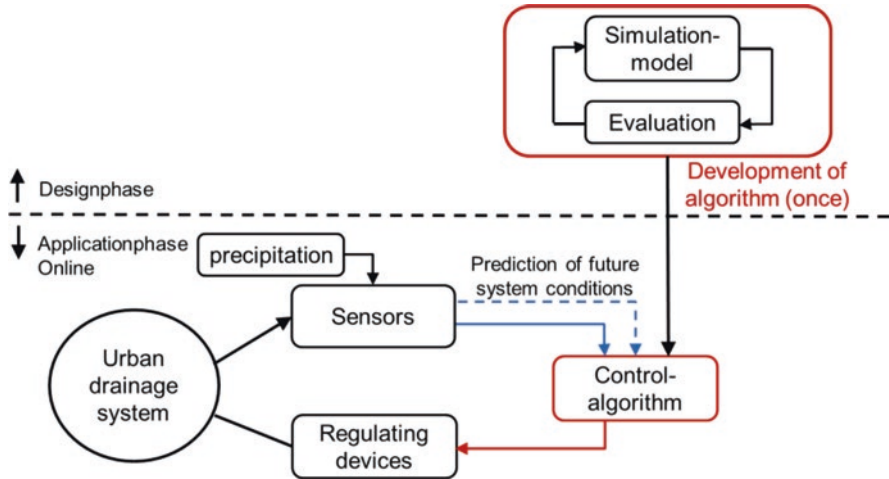 Simulation-
model
Evaluation
Development of
algorithm (once)
Designphase
Applicationphase
Online
precipitation
Prediction of future
system conditions
Sensors
Urban
drainage
system
Control-
algorithm
Regulating
devices